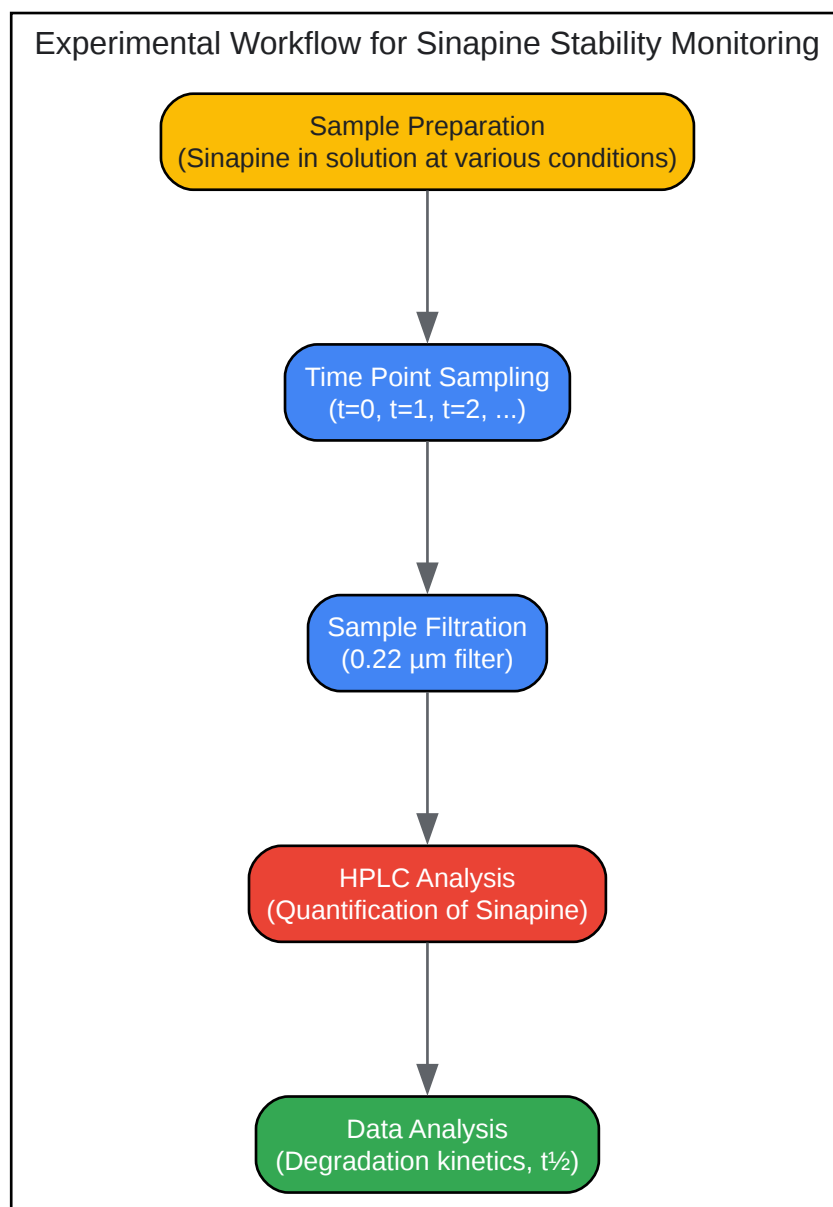 Experimental Workflow for Sinapine Stability Monitoring
Sample Preparation
(Sinapine in solution at various conditions)
Time Point Sampling
(t=0, t=1, t=2, ...)
Sample Filtration
(0.22 µm filter)
HPLC Analysis
(Quantification of Sinapine)
Data Analysis
(Degradation kinetics, t½)